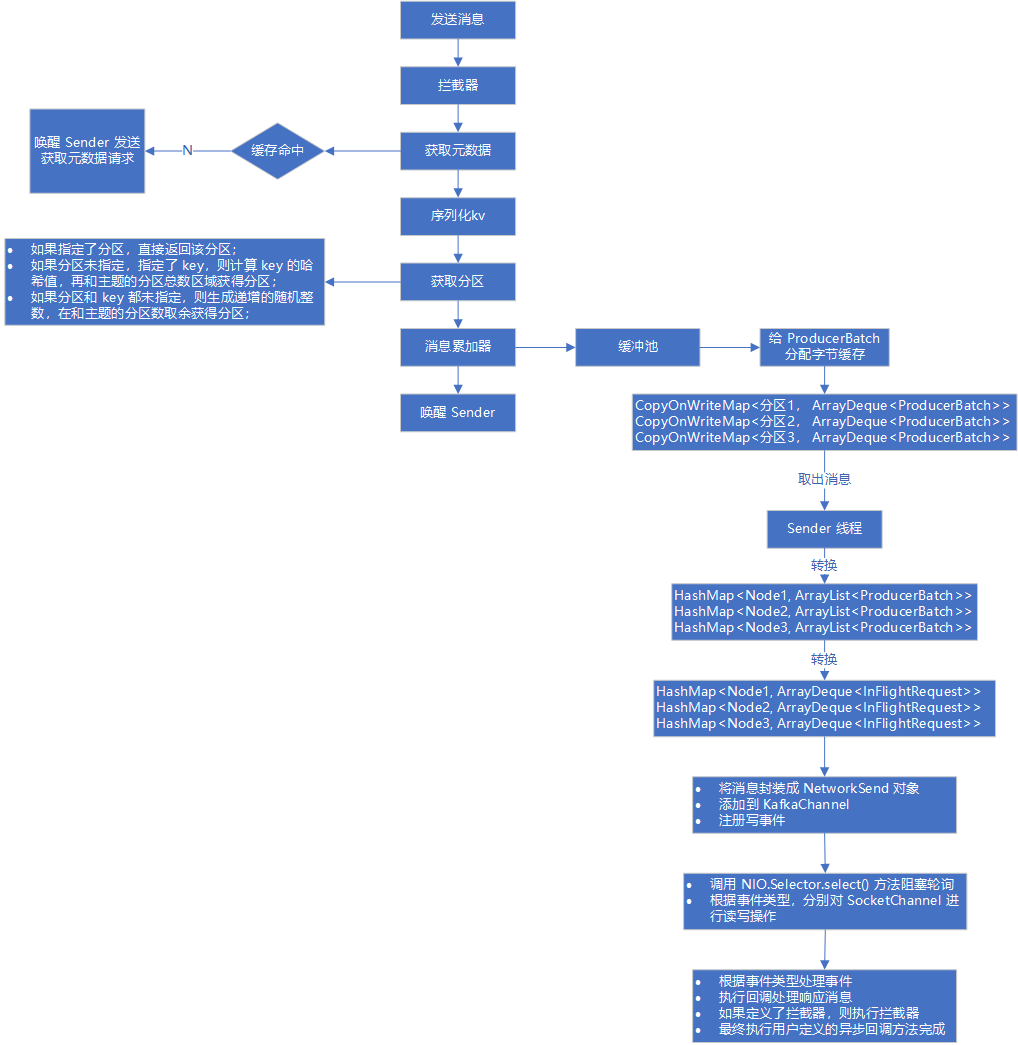 发送消息
拦截器
获取元数据
缓存命中
N
唤醒 Sender 发送
获取元数据请求
序列化kv
获取分区
• 如果指定了分区，直接返回该分区；
• 如果分区未指定，指定了 key，则计算 key 的哈
希值，再和主题的分区总数区域获得分区；
• 如果分区和 key 都未指定，则生成递增的随机整
数，在和主题的分区数取余获得分区；
消息累加器
缓冲池
给 ProducerBatch
分配字节缓存
唤醒 Sender
CopyOnWriteMap<分区1， ArrayDeque<ProducerBatch>>
CopyOnWriteMap<分区2， ArrayDeque<ProducerBatch>>
CopyOnWriteMap<分区3， ArrayDeque<ProducerBatch>>
取出消息
Sender 线程
转换
HashMap<Node1, ArrayList<ProducerBatch>>
HashMap<Node2, ArrayList<ProducerBatch>>
HashMap<Node3, ArrayList<ProducerBatch>>
转换
HashMap<Node1, ArrayDeque<InFlightRequest>>
HashMap<Node2, ArrayDeque<InFlightRequest>>
HashMap<Node3, ArrayDeque<InFlightRequest>>
• 将消息封装成 NetworkSend 对象
• 添加到 KafkaChannel
• 注册写事件
• 调用 NIO.Selector.select() 方法阻塞轮询
• 根据事件类型，分别对 SocketChannel 进
行读写操作
• 根据事件类型处理事件
• 执行回调处理响应消息
• 如果定义了拦截器，则执行拦截器
• 最终执行用户定义的异步回调方法完成